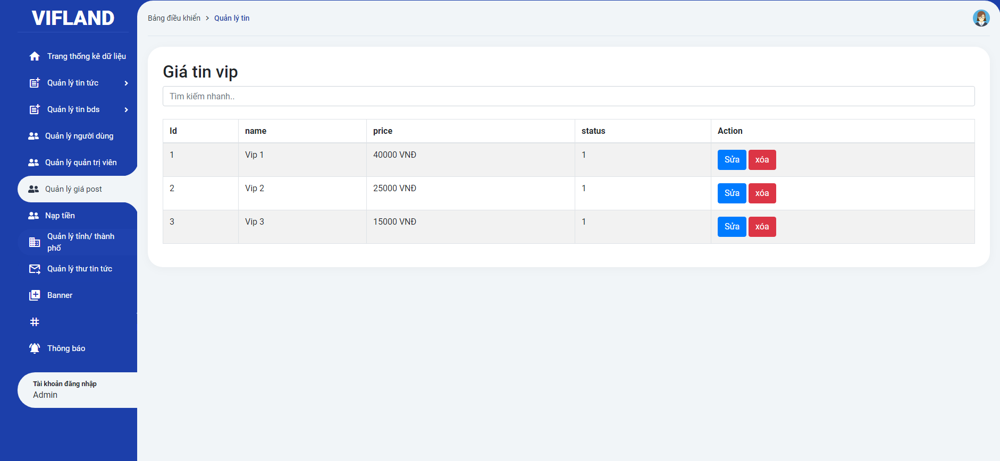 VIFLAND
Bảng điều khiển > Quản lý tin
Trang thống kê dữ liệu
Quản lý tin tức
Quản lý tin bds
Quản lý người dùng
Quản lý quản trị viên
Quản lý giá post
Nạp tiền
Quản lý tỉnh/ thành
phố
Quản lý thư tin tức
Banner
Thông báo
Tài khoản đăng nhập
Admin
Giá tin vip
Tìm kiếm nhanh..
Id name price status Action
1 Vip 1 40000 VNĐ 1 Sửa xóa
2 Vip 2 25000 VNĐ 1 Sửa xóa
3 Vip 3 15000 VNĐ 1 Sửa xóa